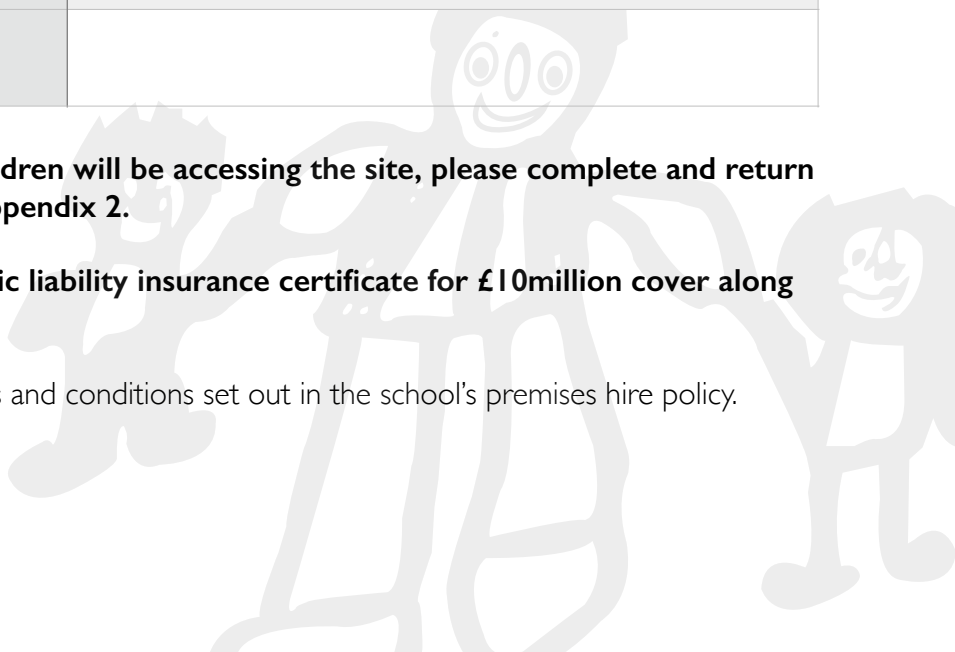 dren will be accessing the site, please complete and return
pendix 2.
ic liability insurance certificate for £10million cover along
s and conditions set out in the school's premises hire policy.